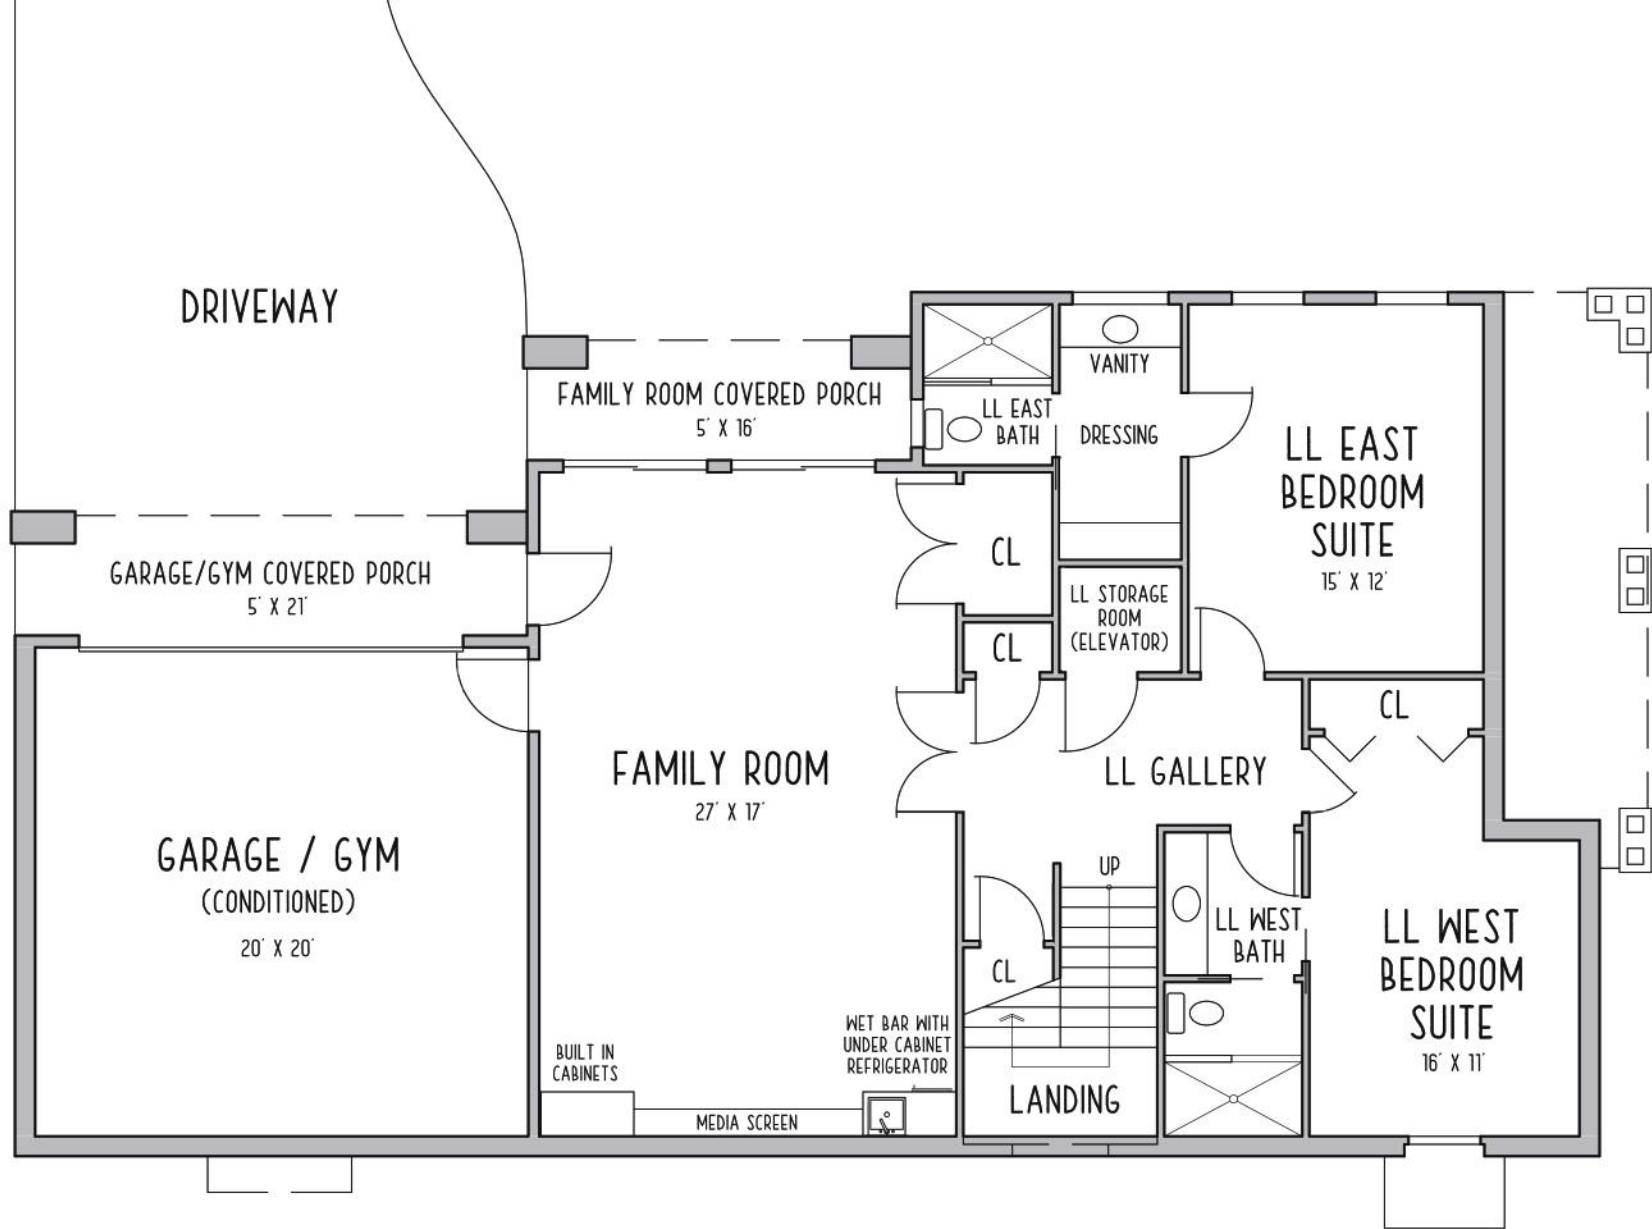 DRIVEWAY
FAMILY ROOM COVERED PORCH
5' X 16'
VANITY
LL EAST
BATH
DRESSING
LL EAST
BEDROOM
SUITE
15' X 12'
GARAGE/GYM COVERED PORCH
5' X 21'
CL
LL STORAGE
ROOM
(ELEVATOR)
CL
CL
FAMILY ROOM
27' X 17'
LL GALLERY
GARAGE / GYM
(CONDITIONED)
20' X 20'
UP
LL WEST
BATH
LL WEST
BEDROOM
SUITE
16' X 11'
CL
WET BAR WITH
UNDER CABINET
REFRIGERATOR
BUILT IN
CABINETS
MEDIA SCREEN
LANDING